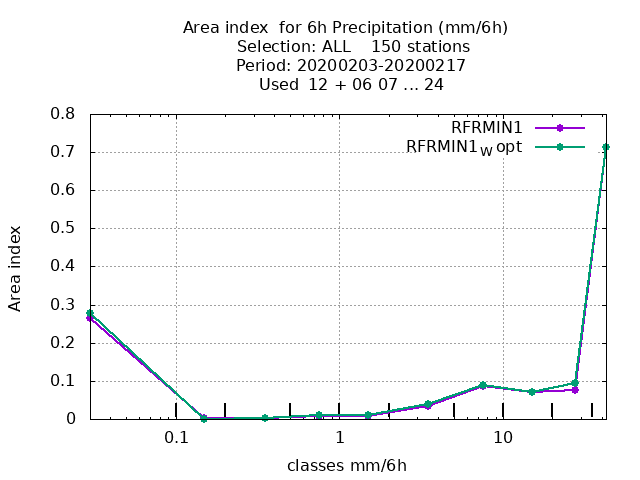 Area index  for 6h Precipitation (mm/6h)
Selection: ALL    150 stations
Period: 20200203-20200217
Used  12 + 06 07 ... 24
RFRMIN1
RFRMIN1W opt
0.8
0.7
0.6
0.5
0.4
0.3
0.2
0.1
0
Area index
0.1 1 10
classes mm/6h